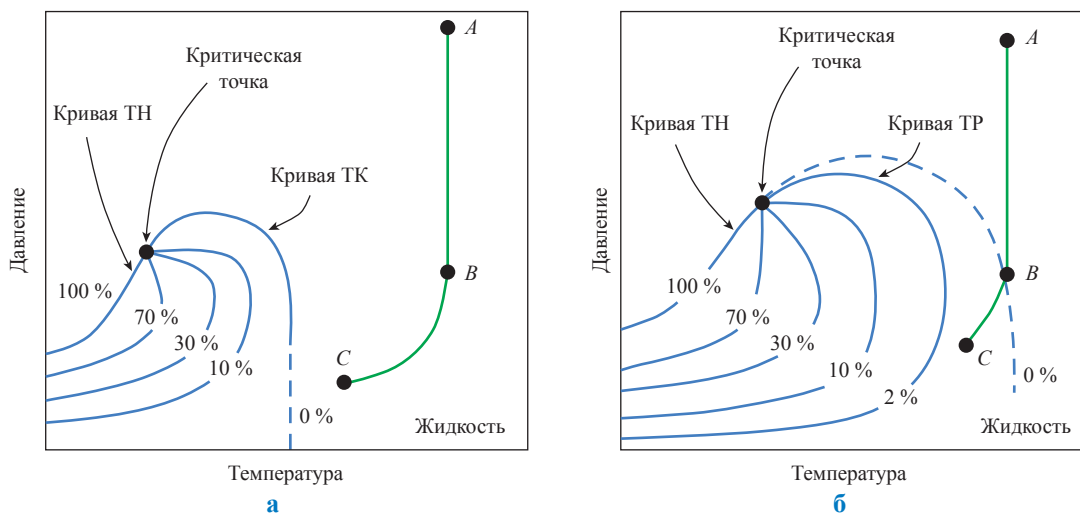 Критическая
точка
Кривая ТН
Кривая ТК
A
B
C
100 %
70 %
30 %
10 %
0 %
Жидкость
Давление
Температура
а
Критическая
точка
Кривая ТН
Кривая ТР
A
B
C
100 %
70 %
30 %
10 %
2 %
0 %
Жидкость
Давление
Температура
б